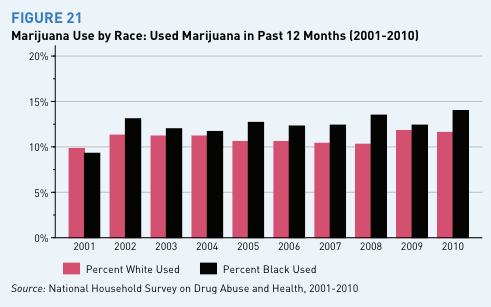 FIGURE 21
Marijuana Use by Race: Used Marijuana in Past 12 Months (2001-2010)
20%
15%
10%
5%
0%
2001 2002 2003 2004 2005 2006 2007 2008 2009 2010
Percent White Used Percent Black Used
Source: National Household Survey on Drug Abuse and Health, 2001-2010